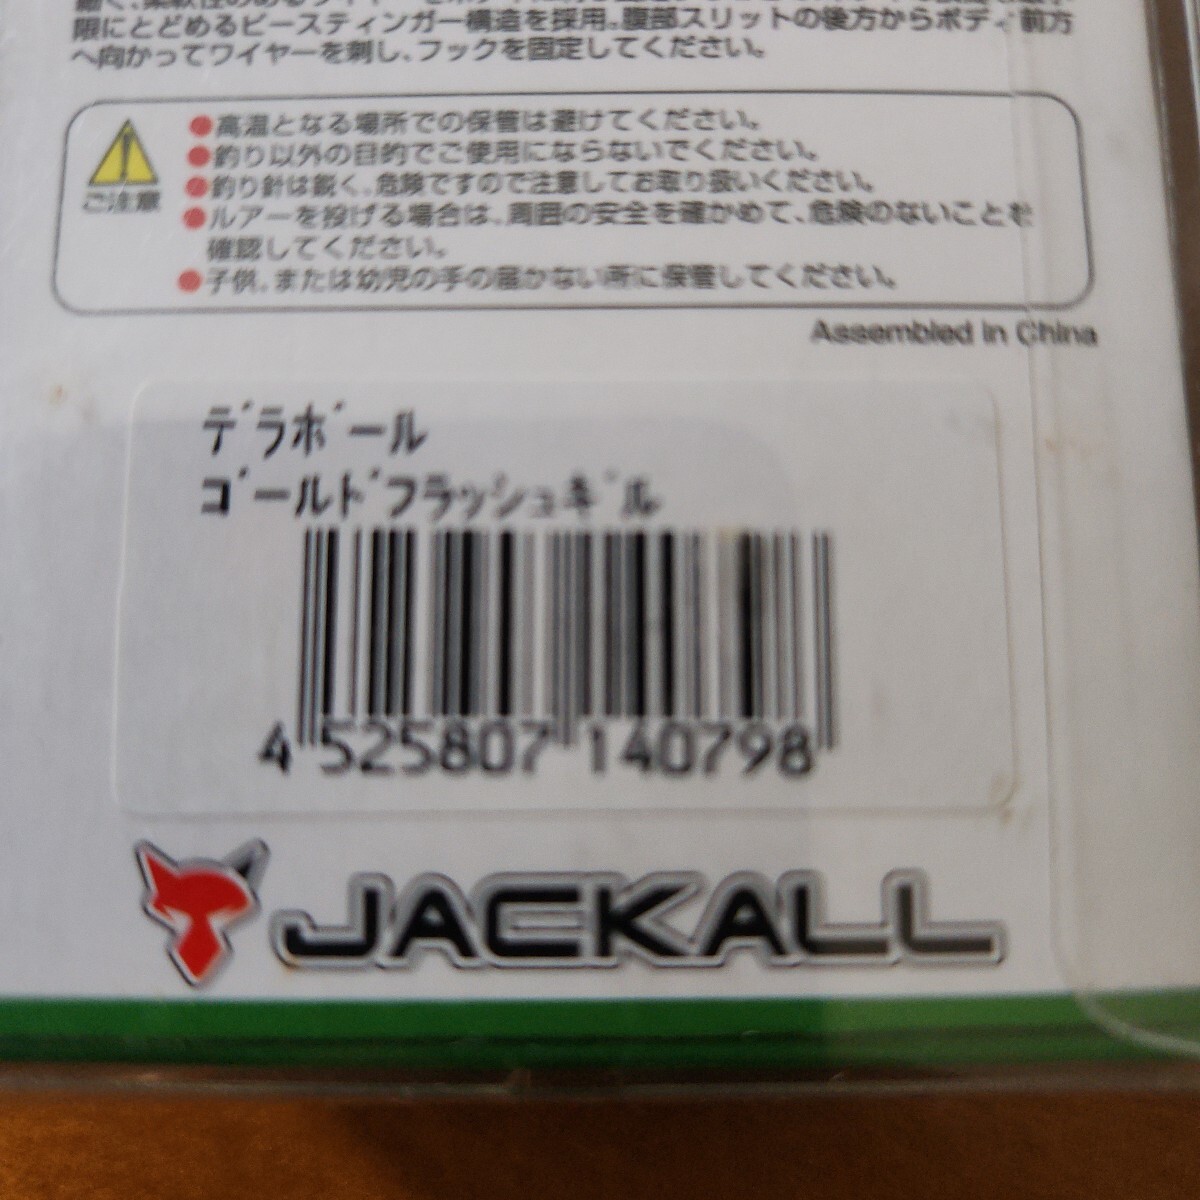 限にとどめるビースティンガー構造を採用。腹部スリットの後方からボディ前方
へ向かってワイヤーを刺し、フックを固定してください。
ご注意
●高温となる場所での保管は避けてください。
●釣り以外の目的でご使用にならないでください。
●釣り針は鋭く、危険ですので注意してお取り扱いください。
●ルアーを投げる場合は、周囲の安全を確かめて、危険のないことを
確認してください。
●子供、または幼児の手の届かない所に保管してください。
Assembled in China
デラボール
ゴールドフラッシュギル
4 525807 140798
JACKALL